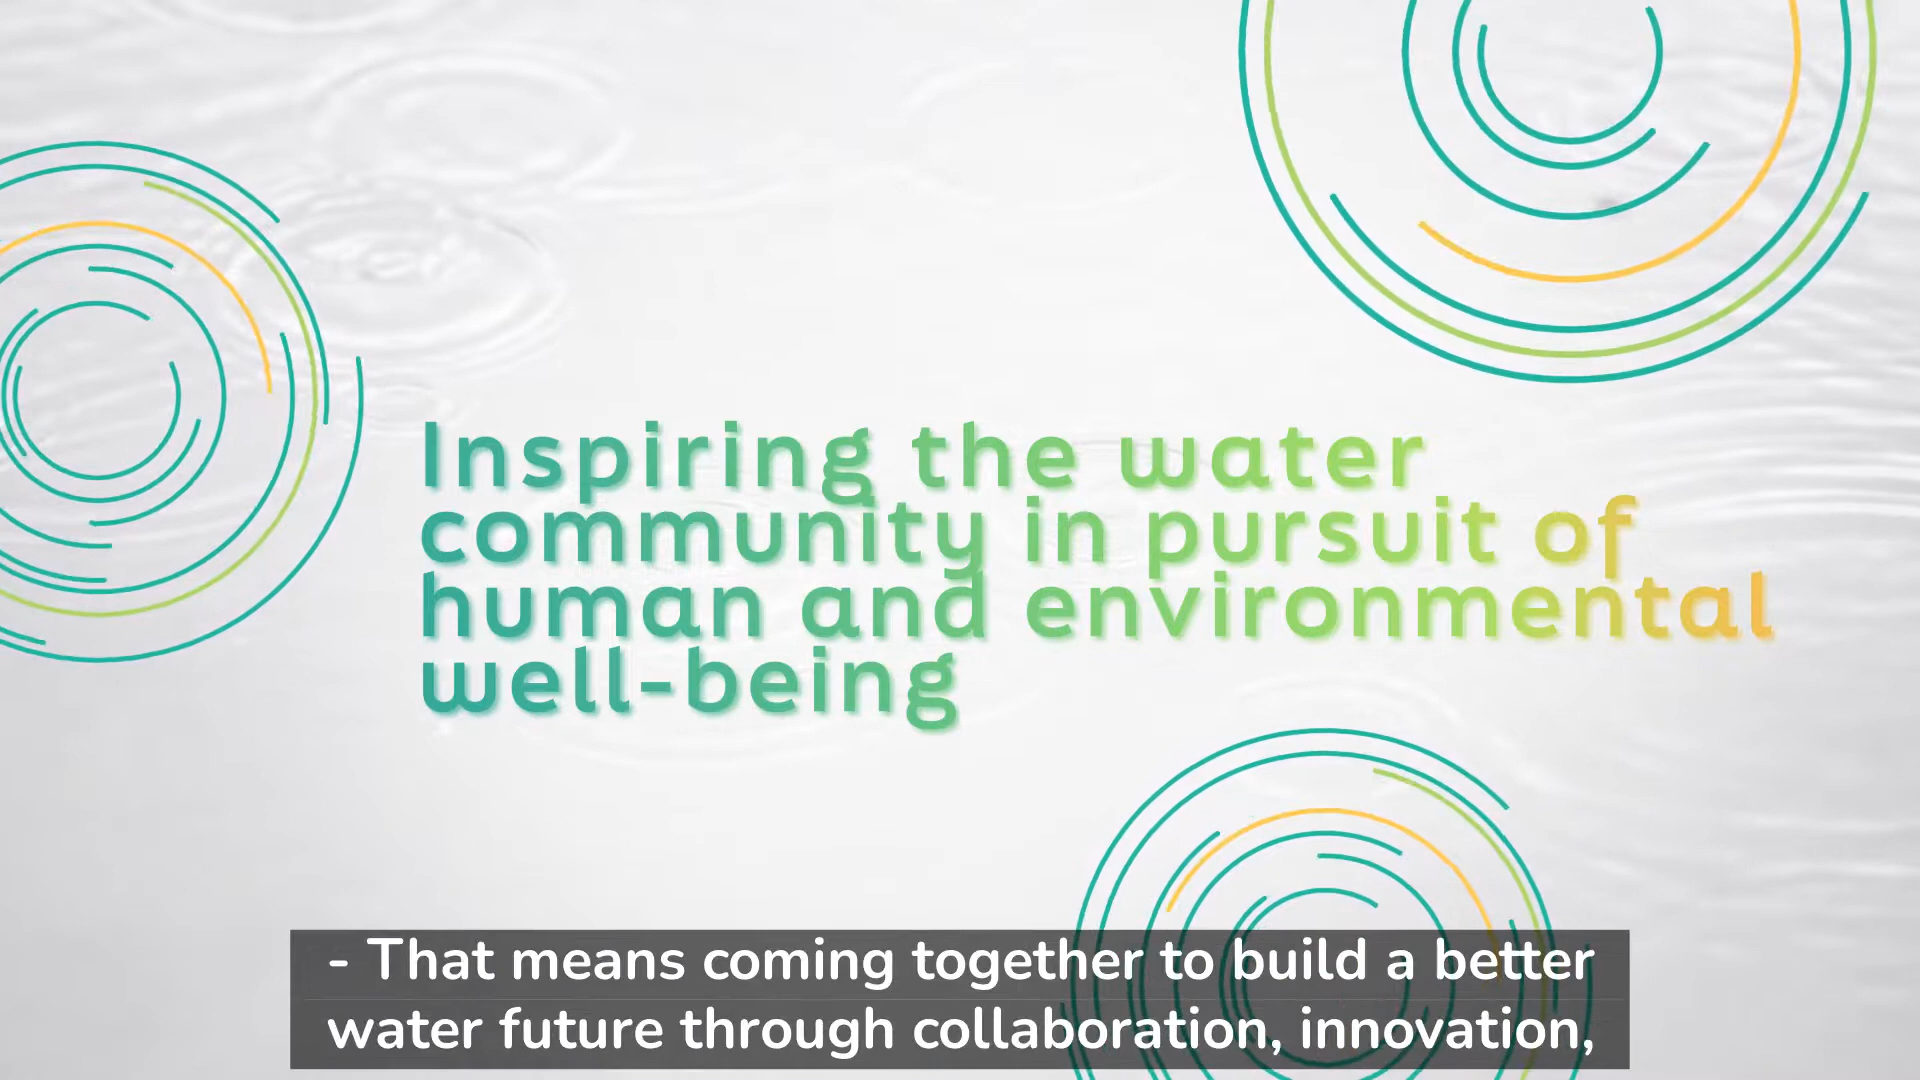 Inspiring the water
community in pursuit of
human and environmental
well-being
- That means coming together to build a better
water future through collaboration, innovation,